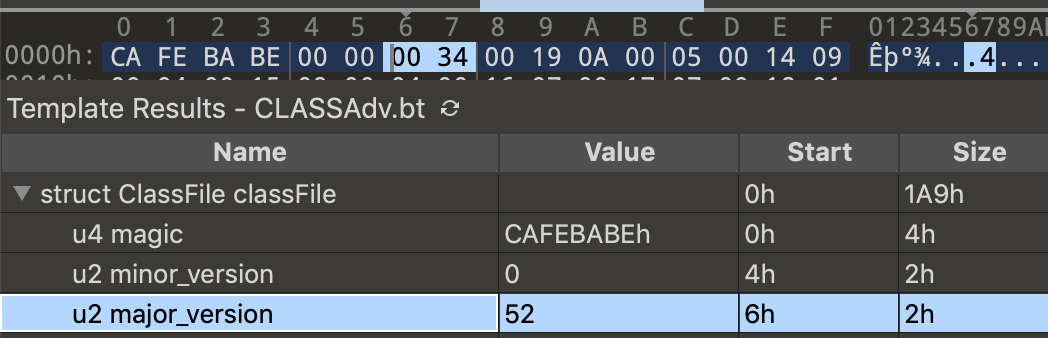 0 1 2 3 4 5 6 7 8 9 A B C D E F 0123456789A
0000h: CA FE BA BE 00 00 00 34 00 19 0A 00 05 00 14 09 Êþº¾...4....
Template Results - CLASSAdv.bt
Name Value Start Size
struct ClassFile classFile 0h 1A9h
u4 magic CAFEBABEh 0h 4h
u2 minor_version 0 4h 2h
u2 major_version 52 6h 2h